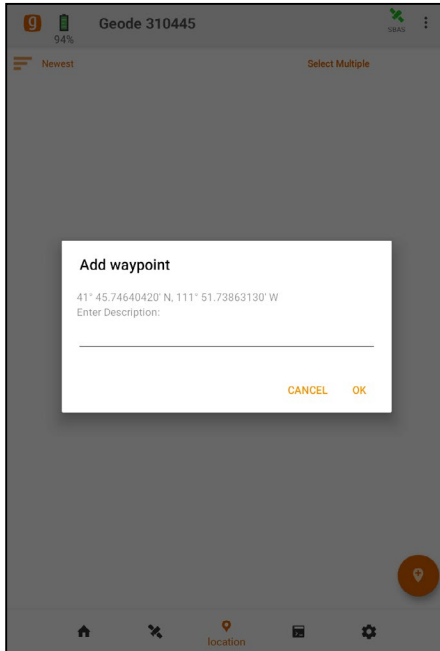 g
94%
Geode 310445
SBAS
Newest
Select Multiple
Add waypoint
41° 45.74640420' N, 111° 51.73863130' W
Enter Description:
CANCEL OK
location